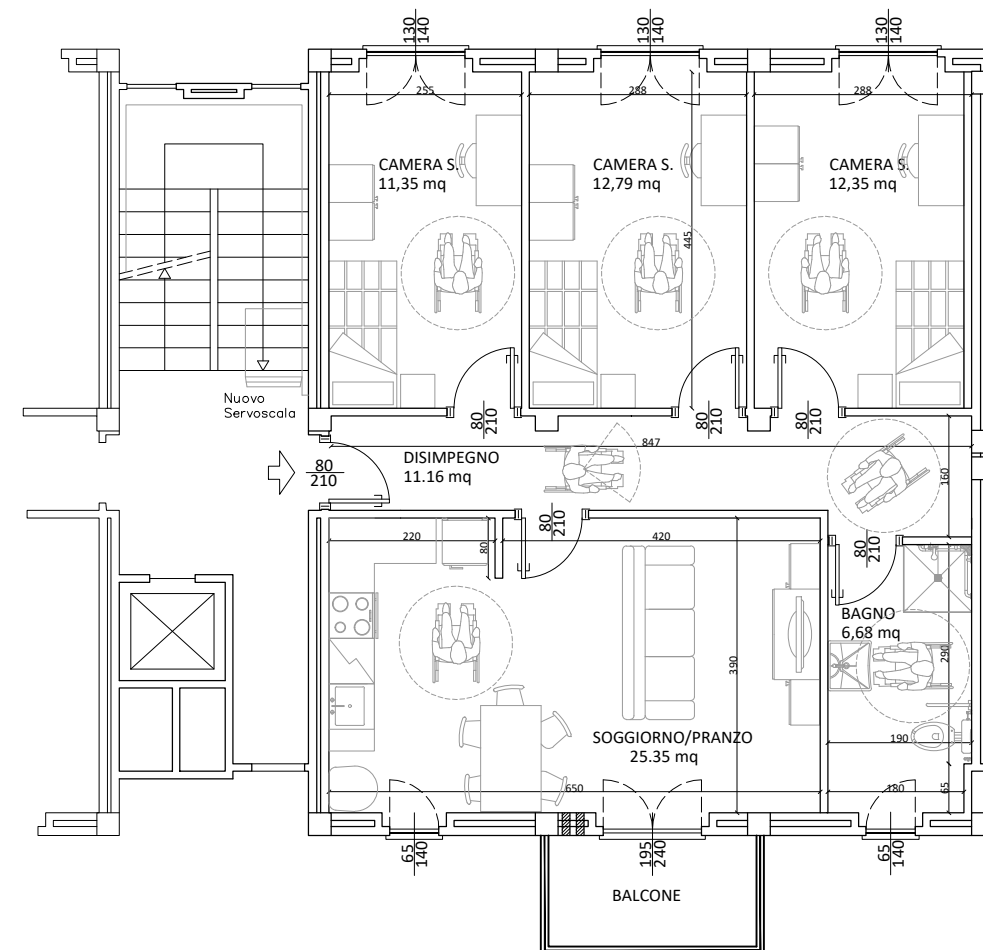 130
140
130
140
130
140
255
288
288
CAMERA S.
11,35 mq
CAMERA S.
12,79 mq
CAMERA S.
12,35 mq
445
Nuovo
Servoscala
80
210
80
210
80
210
80
210
DISIMPEGNO
11.16 mq
847
160
80
210
80
210
220
80
420
BAGNO
6,68 mq
390
290
SOGGIORNO/PRANZO
25.35 mq
190
650
180
65
65
140
195
240
65
140
BALCONE